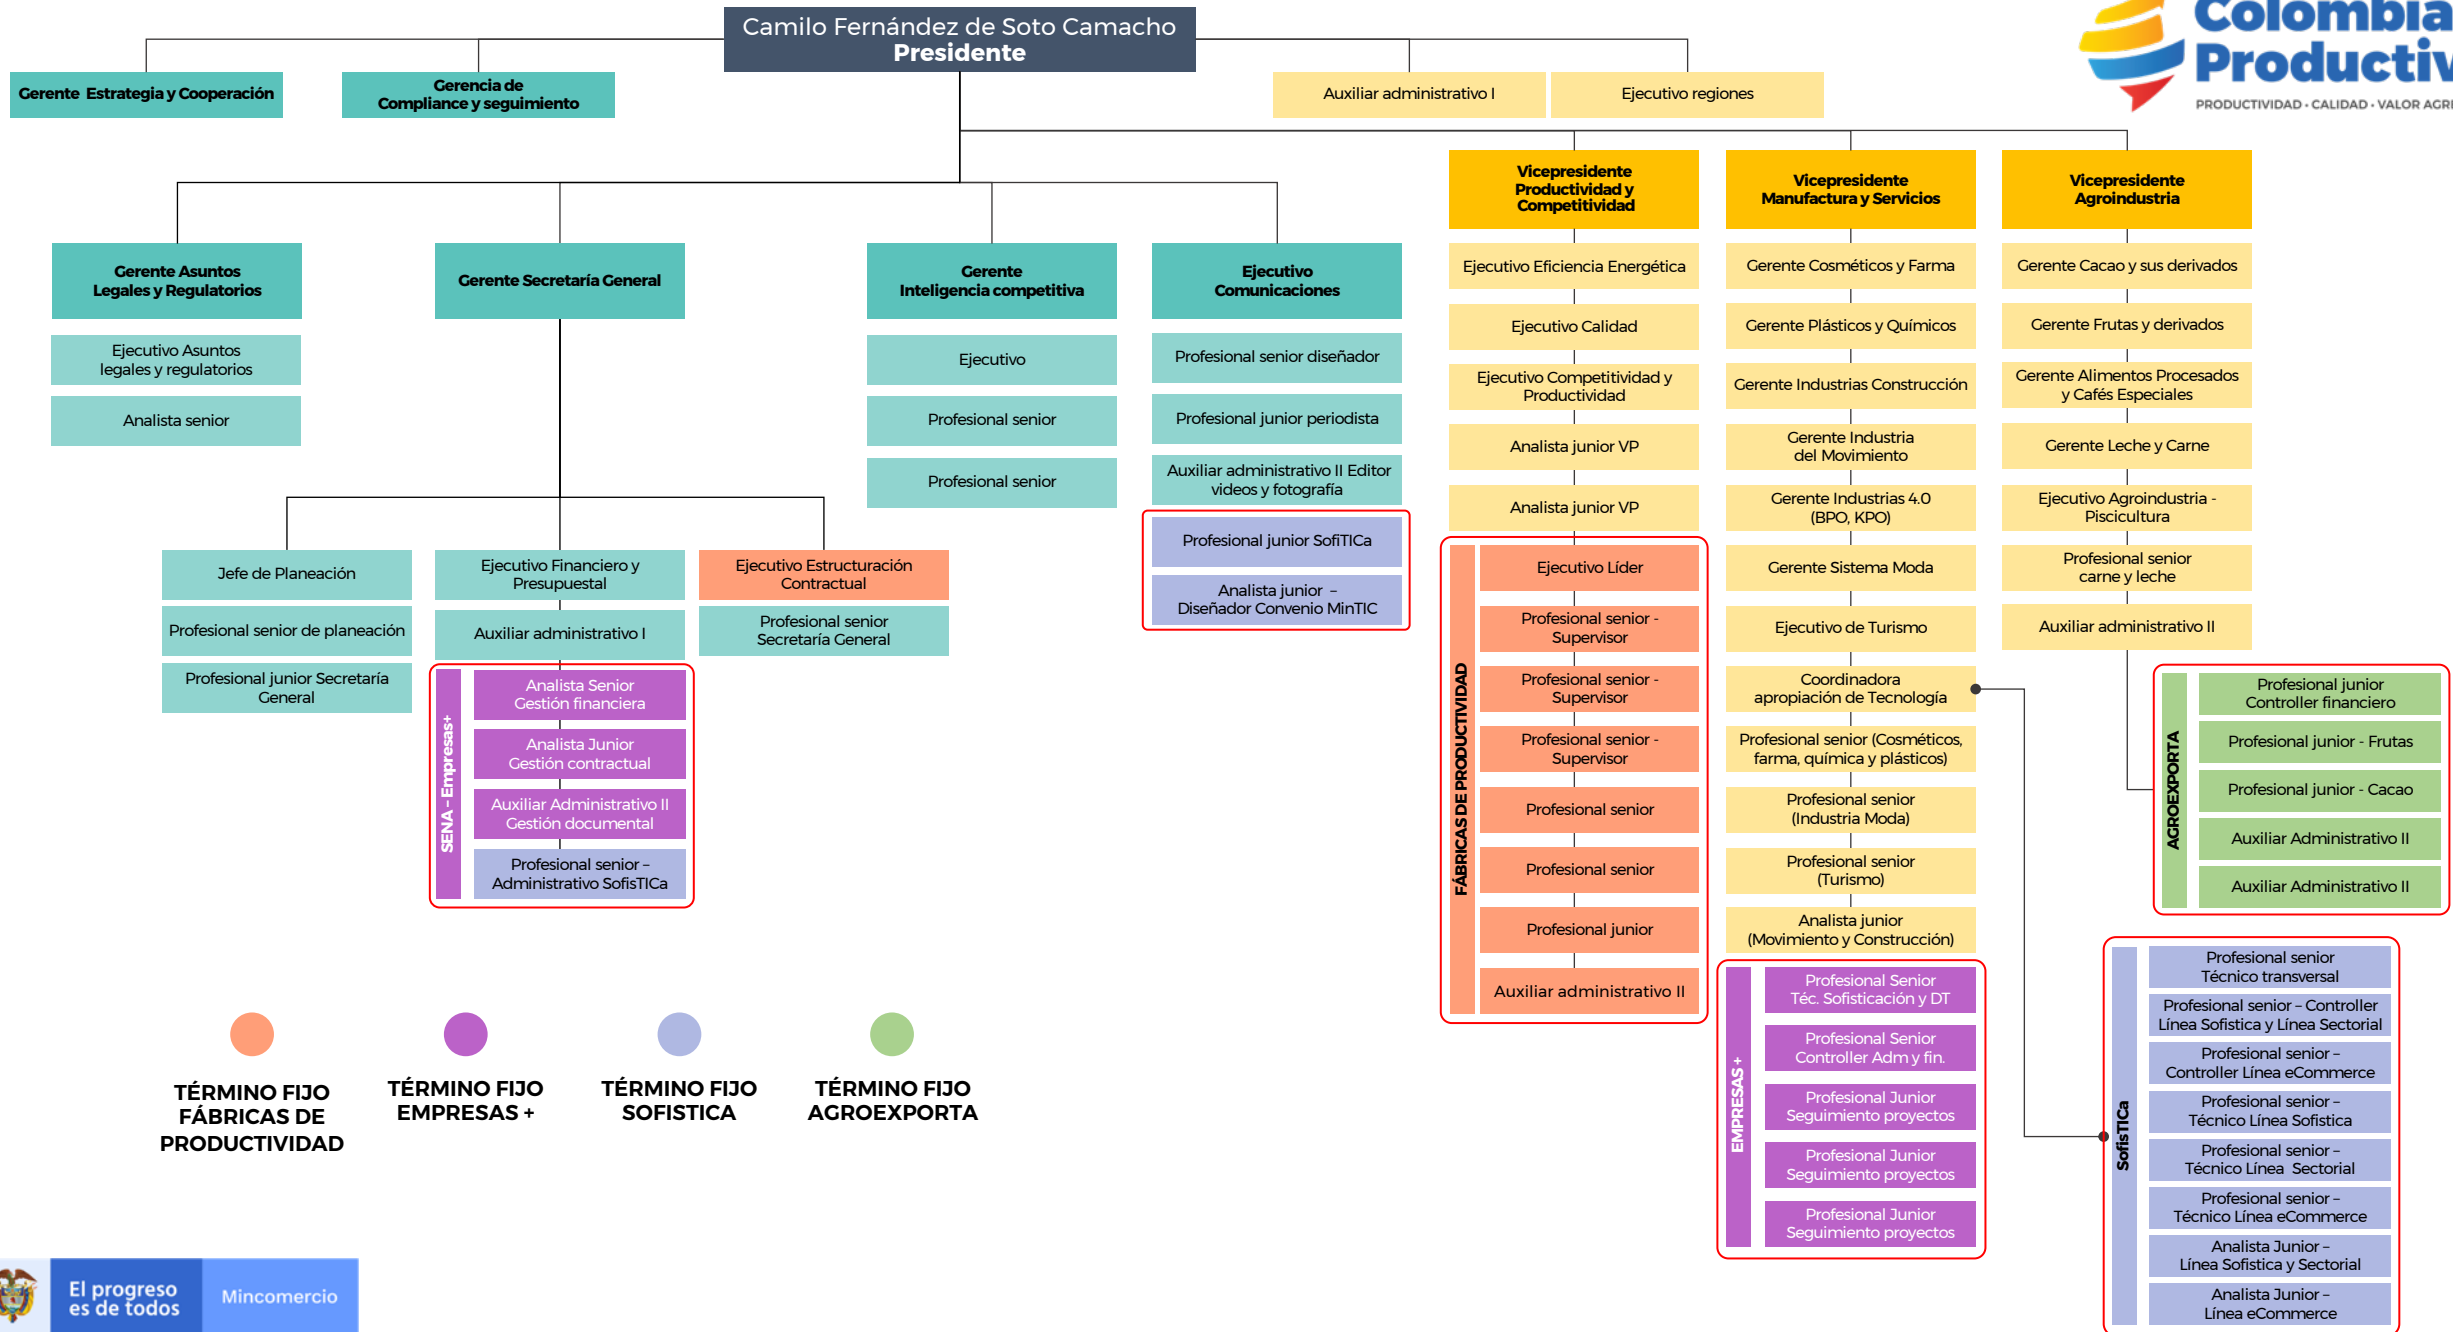 Camilo Fernández de Soto Camacho
Presidente
Colombia
Productiv
PRODUCTIVIDAD · CALIDAD · VALOR AGRE
Gerente Estrategia y Cooperación
Gerencia de
Compliance y seguimiento
Auxiliar administrativo I
Ejecutivo regiones
Gerente Asuntos
Legales y Regulatorios
Ejecutivo Asuntos
legales y regulatorios
Analista senior
Gerente Secretaría General
Jefe de Planeación
Profesional senior de planeación
Profesional junior Secretaría
General
Ejecutivo Financiero y
Presupuestal
Auxiliar administrativo I
SENA – Empresas+
Analista Senior
Gestión financiera
Analista Junior
Gestión contractual
Auxiliar Administrativo II
Gestión documental
Profesional senior –
Administrativo SofisTICa
Ejecutivo Estructuración
Contractual
Profesional senior
Secretaría General
Gerente
Inteligencia competitiva
Ejecutivo
Profesional senior
Profesional senior
Ejecutivo
Comunicaciones
Profesional senior diseñador
Profesional junior periodista
Auxiliar administrativo II Editor
videos y fotografía
Profesional junior SofiTICa
Analista junior –
Diseñador Convenio MinTIC
Vicepresidente
Productividad y
Competitividad
Ejecutivo Eficiencia Energética
Ejecutivo Calidad
Ejecutivo Competitividad y
Productividad
Analista junior VP
Analista junior VP
FÁBRICAS DE PRODUCTIVIDAD
Ejecutivo Líder
Profesional senior -
Supervisor
Profesional senior -
Supervisor
Profesional senior -
Supervisor
Profesional senior
Profesional senior
Profesional junior
Auxiliar administrativo II
Vicepresidente
Manufactura y Servicios
Gerente Cosméticos y Farma
Gerente Plásticos y Químicos
Gerente Industrias Construcción
Gerente Industria
del Movimiento
Gerente Industrias 4.0
(BPO, KPO)
Gerente Sistema Moda
Ejecutivo de Turismo
Coordinadora
apropiación de Tecnología
Profesional senior (Cosméticos,
farma, química y plásticos)
Profesional senior
(Industria Moda)
Profesional senior
(Turismo)
Analista junior
(Movimiento y Construcción)
EMPRESAS +
Profesional Senior
Téc. Sofisticación y DT
Profesional Senior
Controller Adm y fin.
Profesional Junior
Seguimiento proyectos
Profesional Junior
Seguimiento proyectos
Profesional Junior
Seguimiento proyectos
Vicepresidente
Agroindustria
Gerente Cacao y sus derivados
Gerente Frutas y derivados
Gerente Alimentos Procesados
y Cafés Especiales
Gerente Leche y Carne
Ejecutivo Agroindustria -
Piscicultura
Profesional senior
carne y leche
Auxiliar administrativo II
AGROEXPORTA
Profesional junior
Controller financiero
Profesional junior - Frutas
Profesional junior - Cacao
Auxiliar Administrativo II
Auxiliar Administrativo II
SofisTICa
Profesional senior
Técnico transversal
Profesional senior – Controller
Línea Sofistica y Línea Sectorial
Profesional senior –
Controller Línea eCommerce
Profesional senior –
Técnico Línea Sofistica
Profesional senior –
Técnico Línea Sectorial
Profesional senior –
Técnico Línea eCommerce
Analista Junior –
Línea Sofistica y Sectorial
Analista Junior –
Línea eCommerce
TÉRMINO FIJO
FÁBRICAS DE
PRODUCTIVIDAD
TÉRMINO FIJO
EMPRESAS +
TÉRMINO FIJO
SOFISTICA
TÉRMINO FIJO
AGROEXPORTA
El progreso
es de todos
Mincomercio